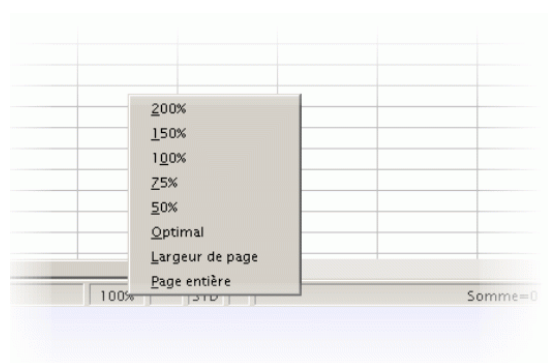 200%
150%
100%
75%
50%
Optimal
Largeur de page
Page entière
100% STD Somme=0